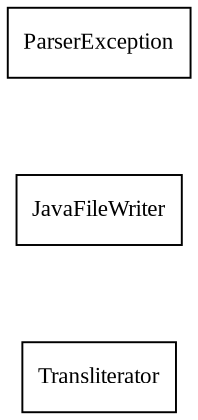 ParserException
JavaFileWriter
Transliterator